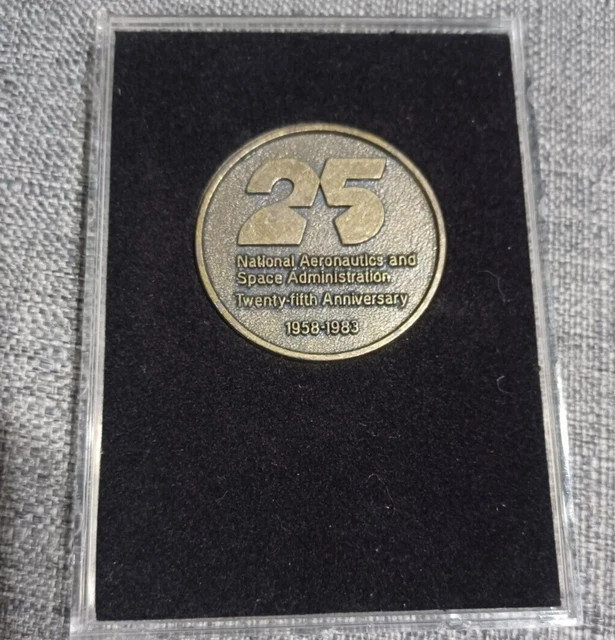 25
National Aeronautics and
Space Administration
Twenty-fifth Anniversary
1958-1983